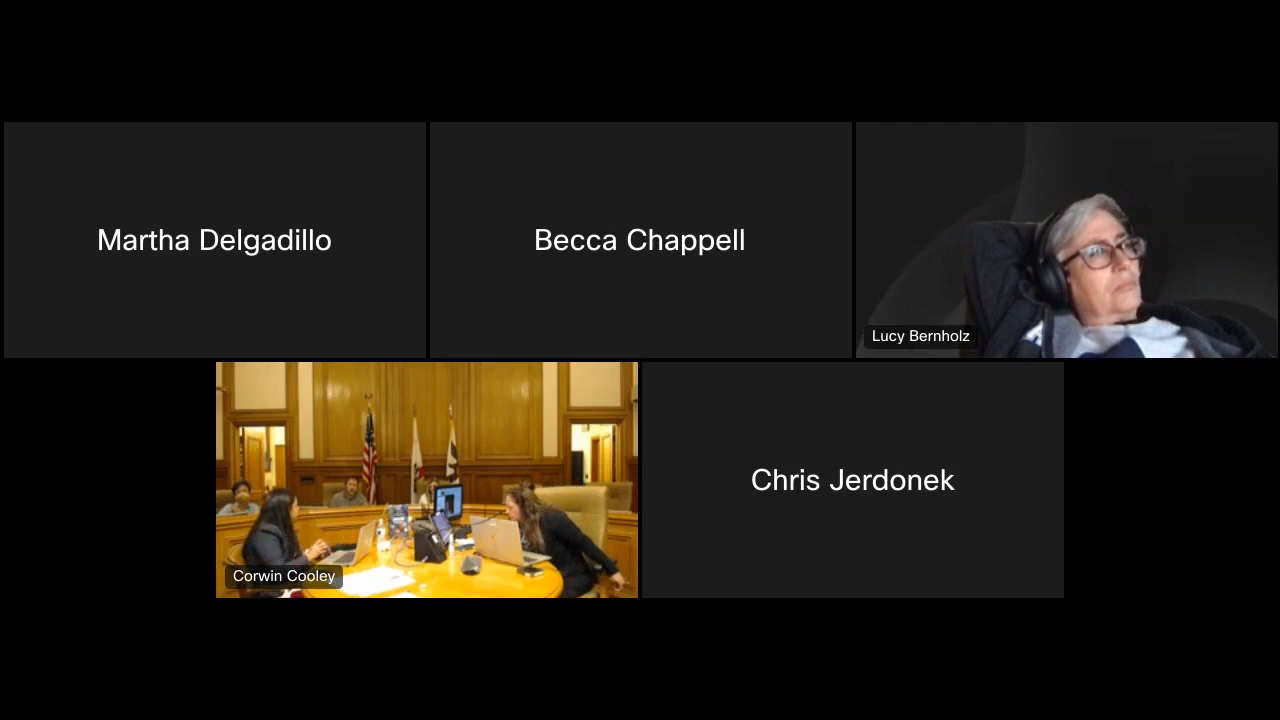 Martha Delgadillo
Becca Chappell
Lucy Bernholz
Corwin Cooley
Chris Jerdonek